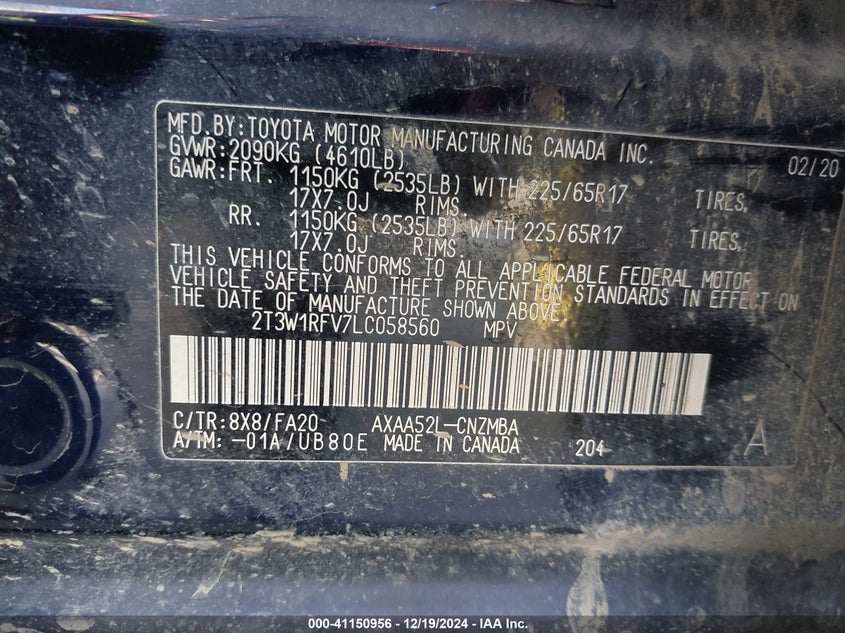 MFD.BY:TOYOTA MOTOR MANUFACTURING CANADA INC. 02/20
GVWR:2090KG (4610LB)
GAWR:FRT. 1150KG (2535LB) WITH 225/65R17 TIRES,
17X7.0J RIMS.
RR. 1150KG (2535LB) WITH 225/65R17 TIRES,
17X7.0J RIMS.
THIS VEHICLE CONFORMS TO ALL APPLICABLE FEDERAL MOTOR
VEHICLE SAFETY AND THEFT PREVENTION STANDARDS IN EFFECT ON
THE DATE OF MANUFACTURE SHOWN ABOVE.
2T3W1RFV7LC058560 MPV
C/TR:8X8/FA20- AXAA52L-CNZMBA
A/TM:-01A/UB80E MADE IN CANADA 204 A
000-41150956 - 12/19/2024 - IAA Inc.